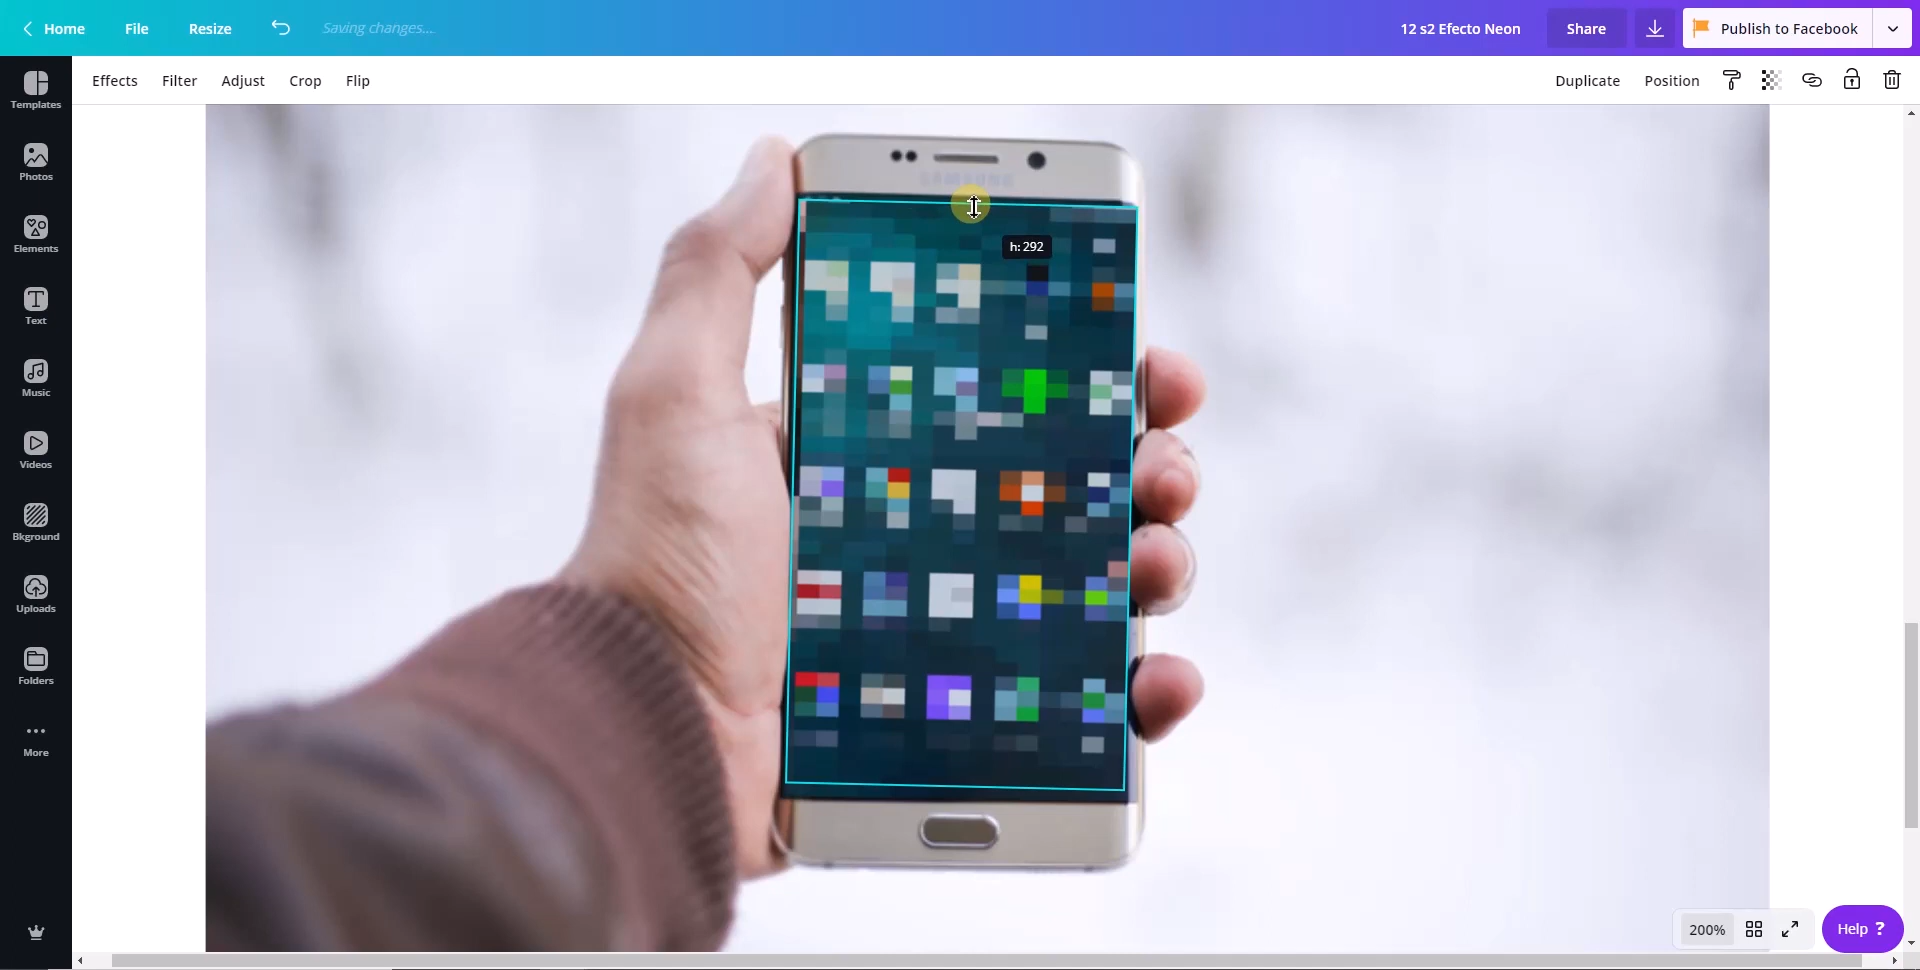 Home File Resize Saving changes... 12 s2 Efecto Neon Share Publish to Facebook
Effects Filter Adjust Crop Flip Duplicate Position
Templates
Photos
Elements
Text
Music
Videos
Bkground
Uploads
Folders
More
SAMSUNG
h: 292
200% Help ?